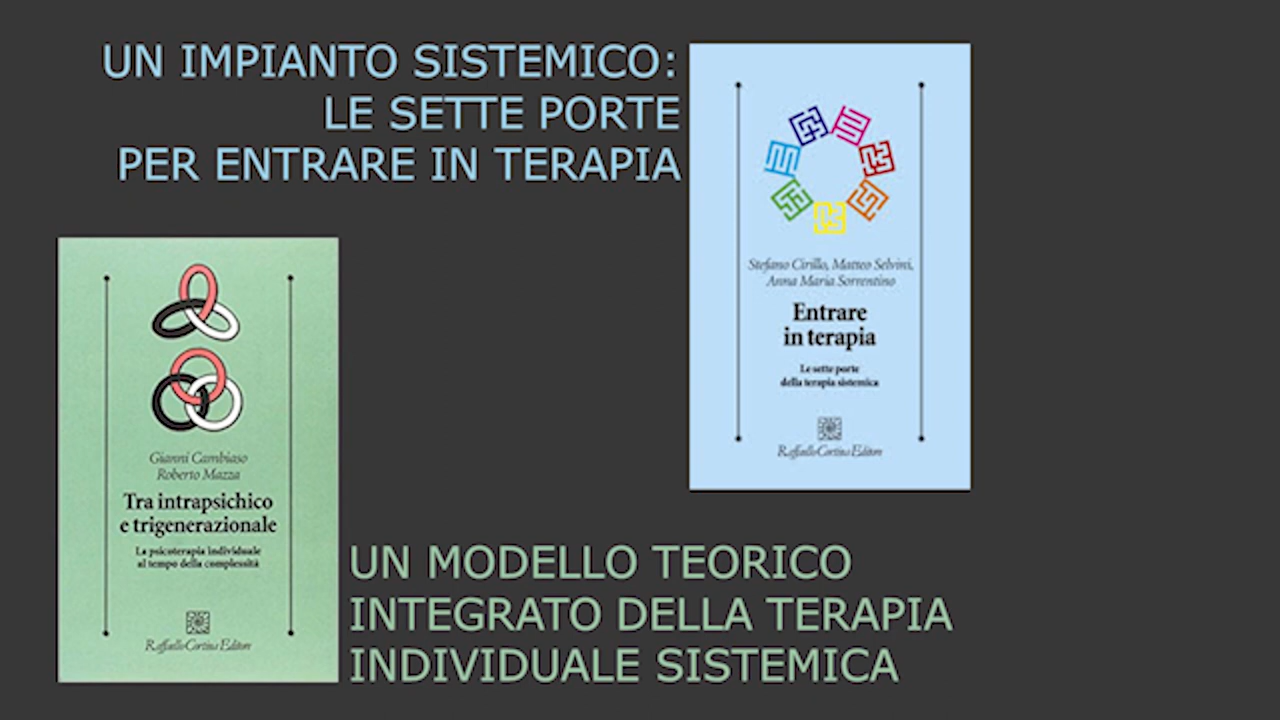 UN IMPIANTO SISTEMICO:
LE SETTE PORTE
PER ENTRARE IN TERAPIA
Stefano Cirillo, Matteo Selvini,
Anna Maria Sorrentino
Entrare
in terapia
Le sette porte
della terapia sistemica
Raffaello Cortina Editore
Gianni Cambiaso
Roberto Mazza
Tra intrapsichico
e trigenerazionale
La psicoterapia individuale
al tempo della complessità
Raffaello Cortina Editore
UN MODELLO TEORICO
INTEGRATO DELLA TERAPIA
INDIVIDUALE SISTEMICA